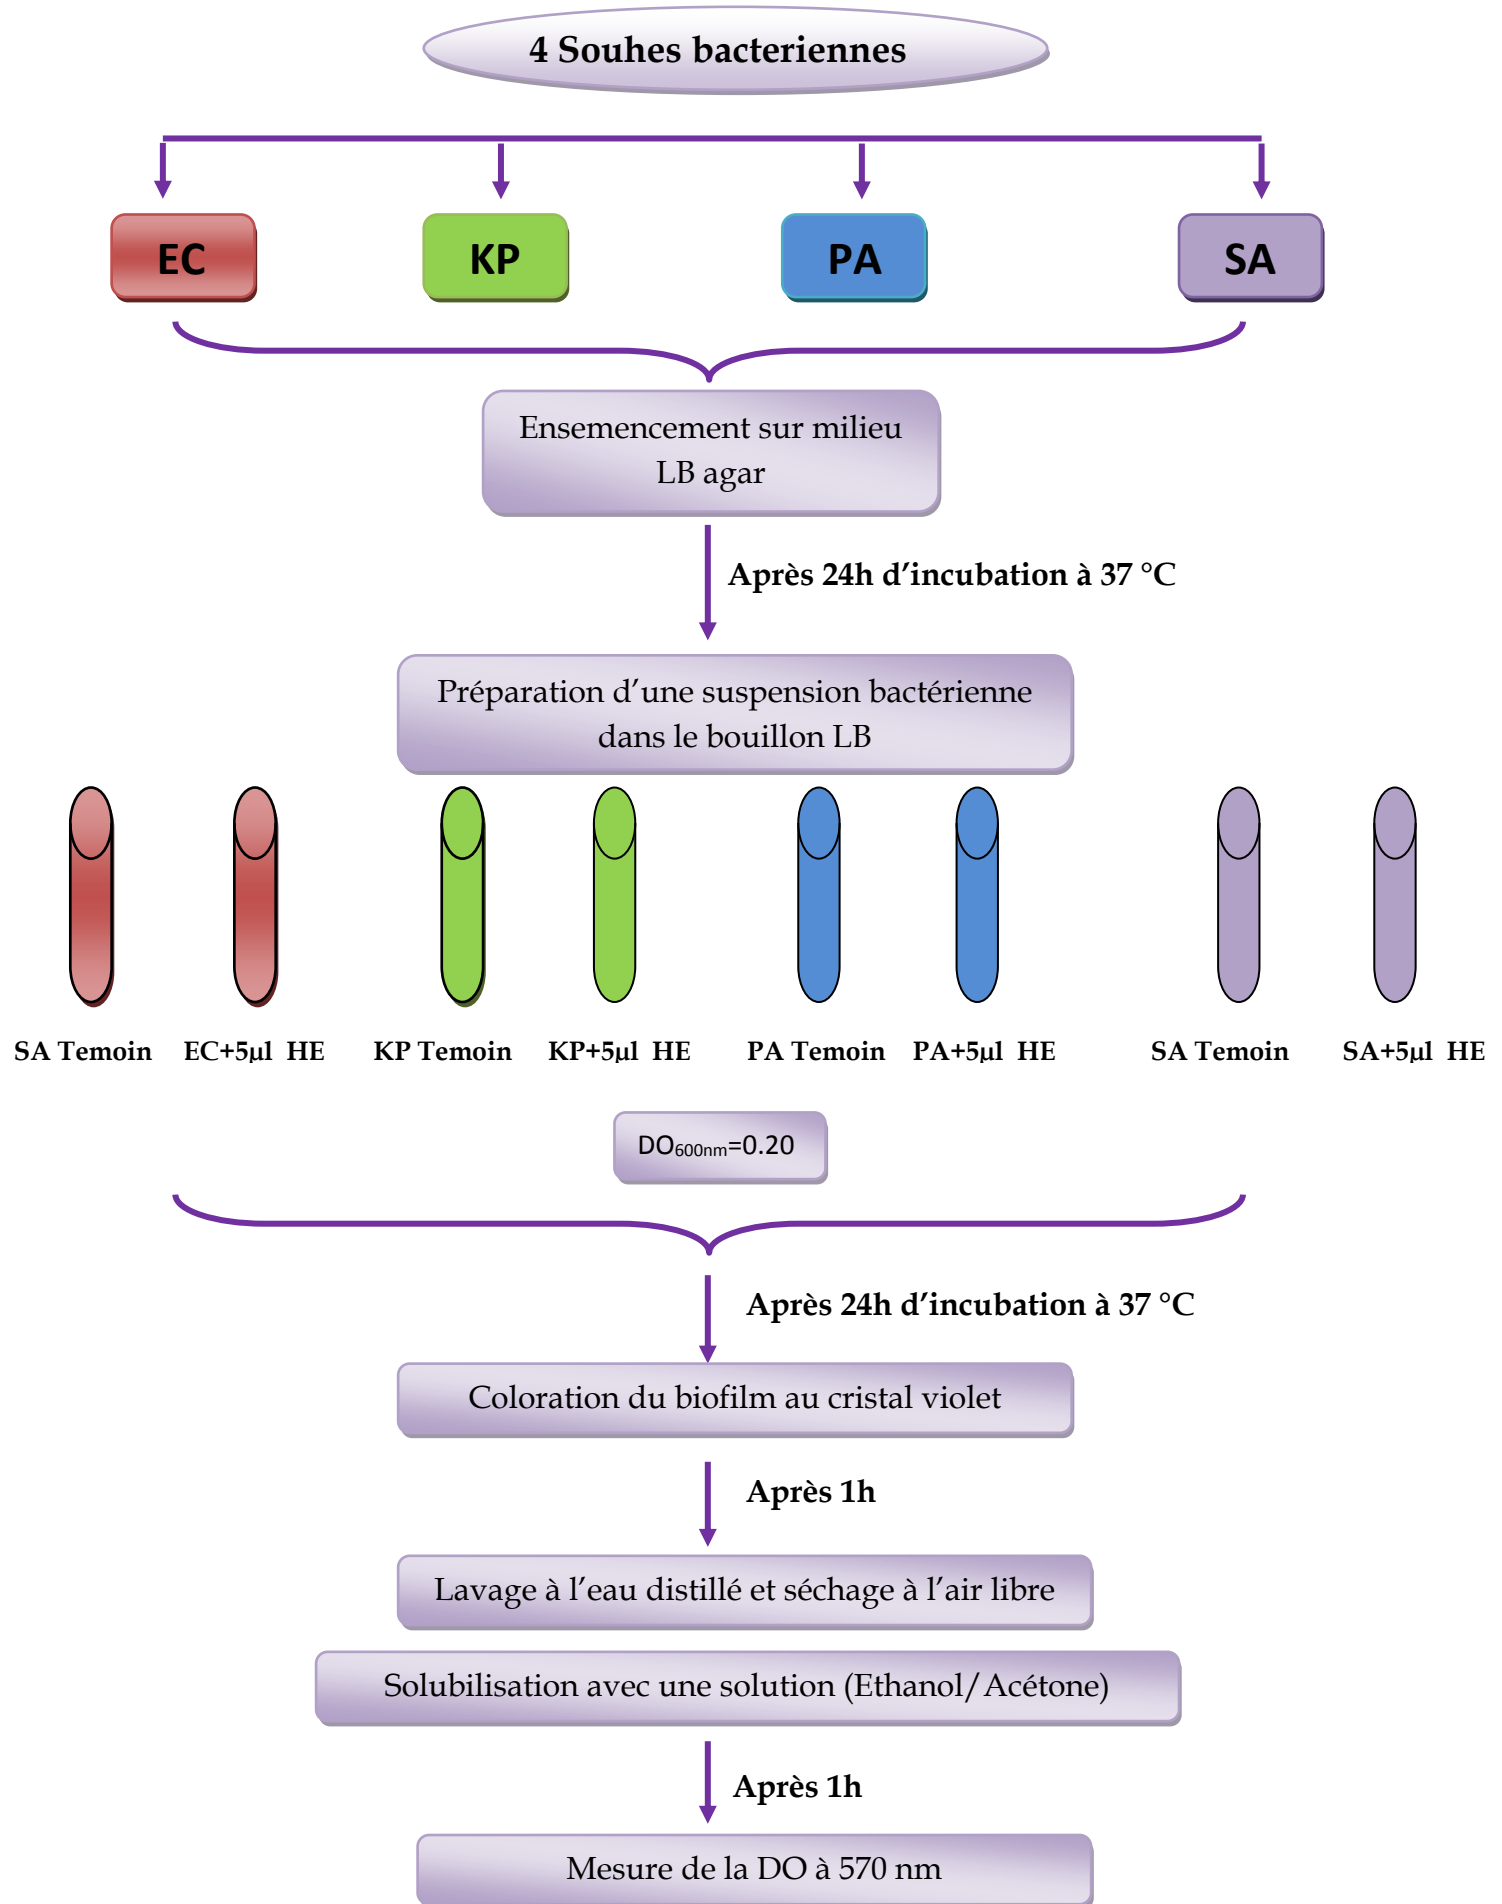 4 Souhes bacteriennes
EC
KP
PA
SA
Ensemencement sur milieu
LB agar
Après 24h d’incubation à 37 °C
Préparation d’une suspension bactérienne
dans le bouillon LB
SA Temoin
EC+5µl HE
KP Temoin
KP+5µl HE
PA Temoin
PA+5µl HE
SA Temoin
SA+5µl HE
DO600nm=0.20
Après 24h d’incubation à 37 °C
Coloration du biofilm au cristal violet
Après 1h
Lavage à l’eau distillé et séchage à l’air libre
Solubilisation avec une solution (Ethanol/Acétone)
Après 1h
Mesure de la DO à 570 nm